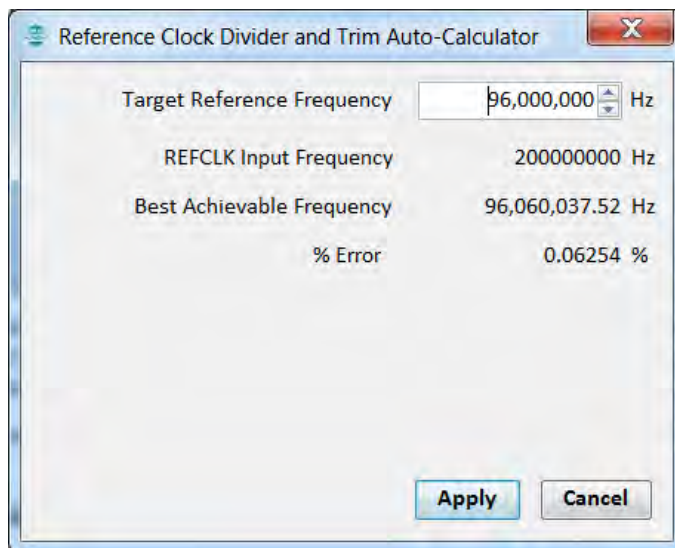 Reference Clock Divider and Trim Auto-Calculator
Target Reference Frequency 96,000,000 Hz
REFCLK Input Frequency 200000000 Hz
Best Achievable Frequency 96,060,037.52 Hz
% Error 0.06254 %
Apply Cancel